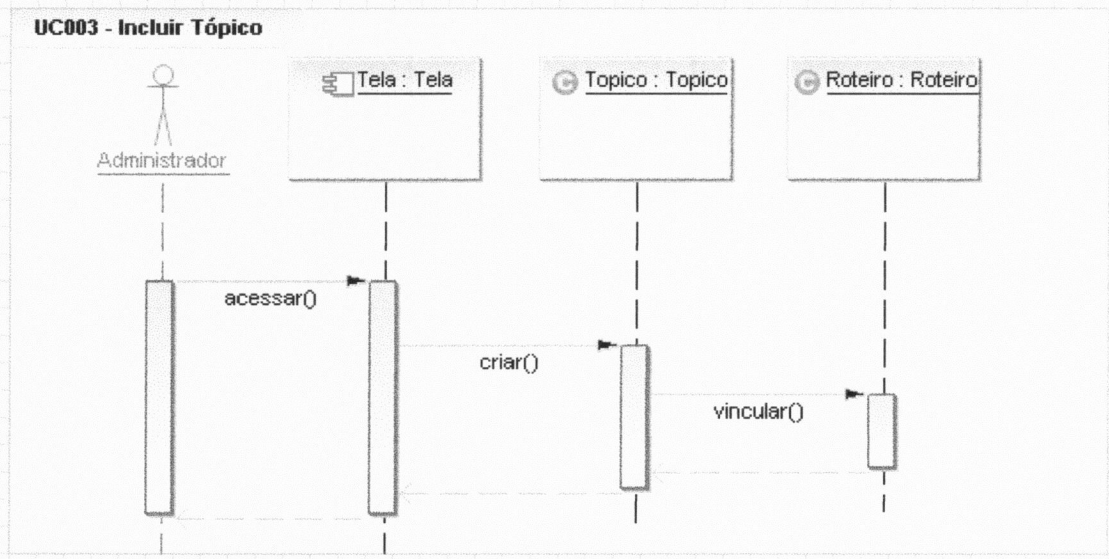 UC003 - Incluir Tópico
Administrador
Tela : Tela
Topico : Topico
Roteiro : Roteiro
acessar()
criar()
vincular()